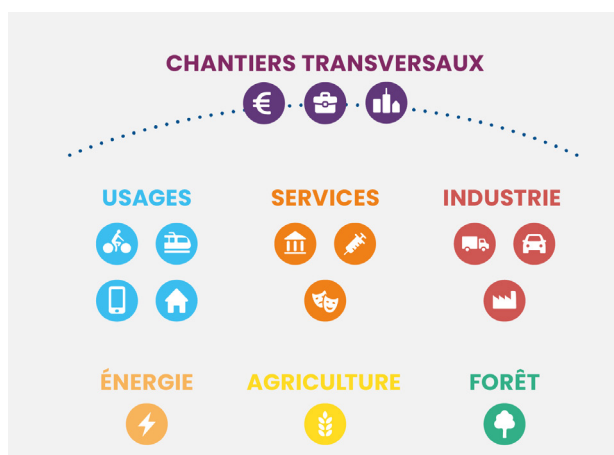 CHANTIERS TRANSVERSAUX
USAGES
SERVICES
INDUSTRIE
ÉNERGIE
AGRICULTURE
FORÊT